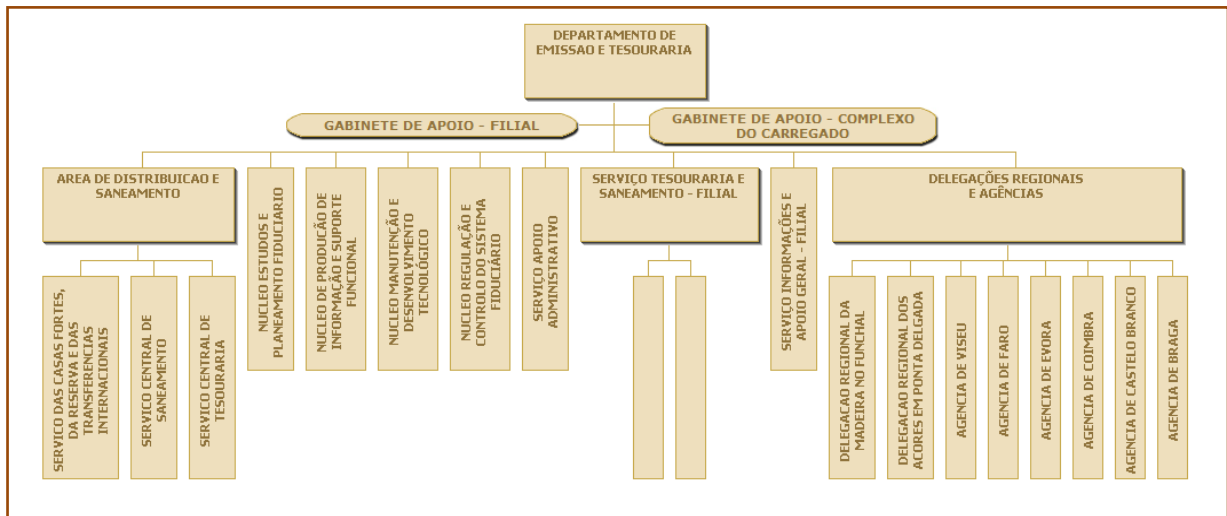 DEPARTAMENTO DE
EMISSAO E TESOURARIA
GABINETE DE APOIO - FILIAL
GABINETE DE APOIO - COMPLEXO
DO CARREGADO
AREA DE DISTRIBUICAO E
SANEAMENTO
NUCLEO ESTUDOS E
PLANEAMENTO FIDUCIARIO
NUCLEO DE PRODUÇÃO DE
INFORMAÇÃO E SUPORTE
FUNCIONAL
NUCLEO MANUTENÇÃO E
DESENVOLVIMENTO
TECNOLÓGICO
NUCLEO REGULAÇÃO E
CONTROLO DO SISTEMA
FIDUCIÁRIO
SERVIÇO APOIO
ADMINISTRATIVO
SERVIÇO TESOURARIA E
SANEAMENTO - FILIAL
SERVIÇO INFORMAÇÕES E
APOIO GERAL - FILIAL
DELEGAÇÕES REGIONAIS
E AGÊNCIAS
SERVICO DAS CASAS FORTES,
DA RESERVA E DAS
TRANSFERENCIAS
INTERNACIONAIS
SERVICO CENTRAL DE
SANEAMENTO
SERVICO CENTRAL DE
TESOURARIA
DELEGACAO REGIONAL DA
MADEIRA NO FUNCHAL
DELEGACAO REGIONAL DOS
ACORES EM PONTA DELGADA
AGENCIA DE VISEU
AGENCIA DE FARO
AGENCIA DE EVORA
AGENCIA DE COIMBRA
AGENCIA DE CASTELO BRANCO
AGENCIA DE BRAGA